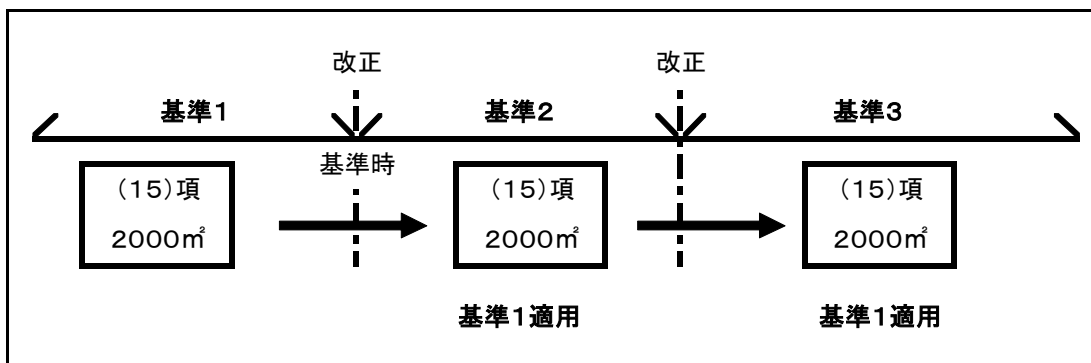 改正 改正
基準1 基準2 基準3
基準時
(15)項 (15)項 (15)項
2000㎡ 2000㎡ 2000㎡
基準1適用 基準1適用